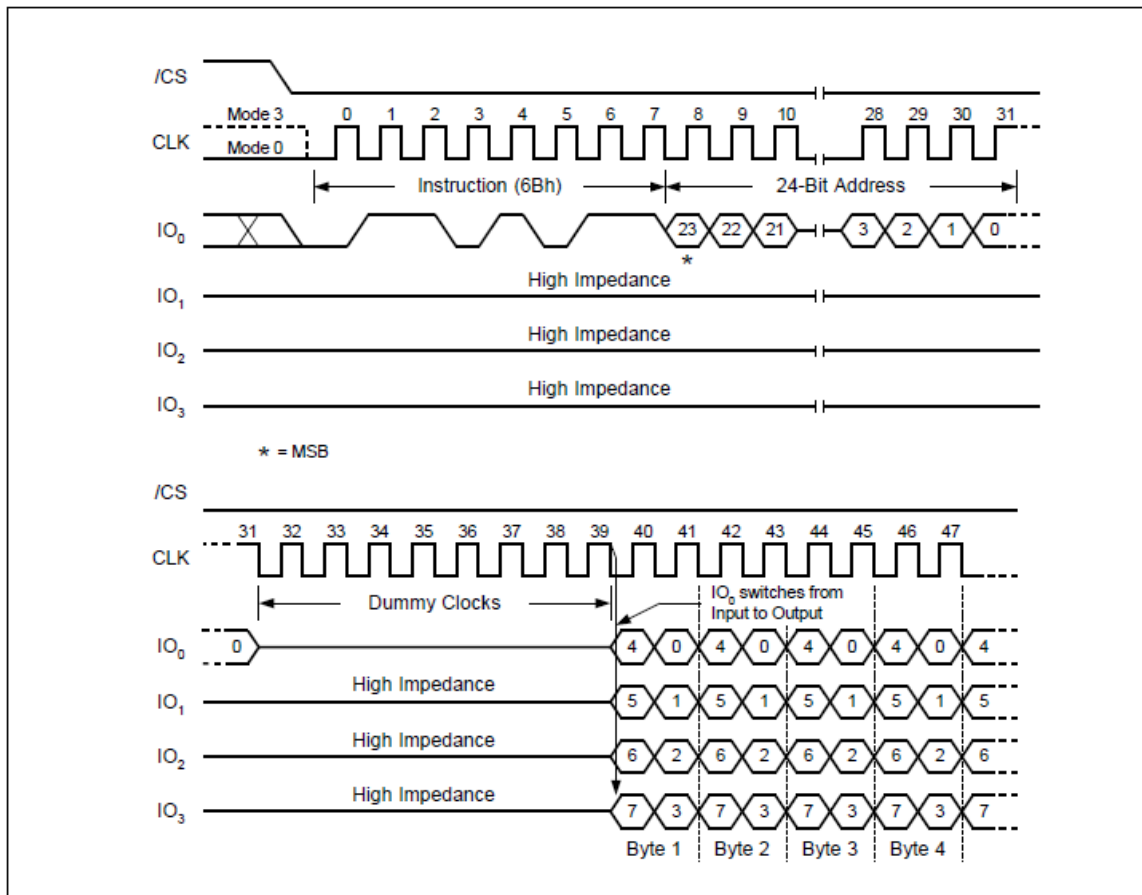 /CS
Mode 3 0 1 2 3 4 5 6 7 8 9 10 28 29 30 31
CLK
Mode 0
Instruction (6Bh) 24-Bit Address
IO0 23 22 21 3 2 1 0
*
High Impedance
IO1
High Impedance
IO2
High Impedance
IO3
* = MSB
/CS
31 32 33 34 35 36 37 38 39 40 41 42 43 44 45 46 47
CLK
Dummy Clocks
IO0 switches from
Input to Output
IO0 0 4 0 4 0 4 0 4 0 4
High Impedance
IO1 5 1 5 1 5 1 5 1 5
High Impedance
IO2 6 2 6 2 6 2 6 2 6
High Impedance
IO3 7 3 7 3 7 3 7 3 7
Byte 1 Byte 2 Byte 3 Byte 4